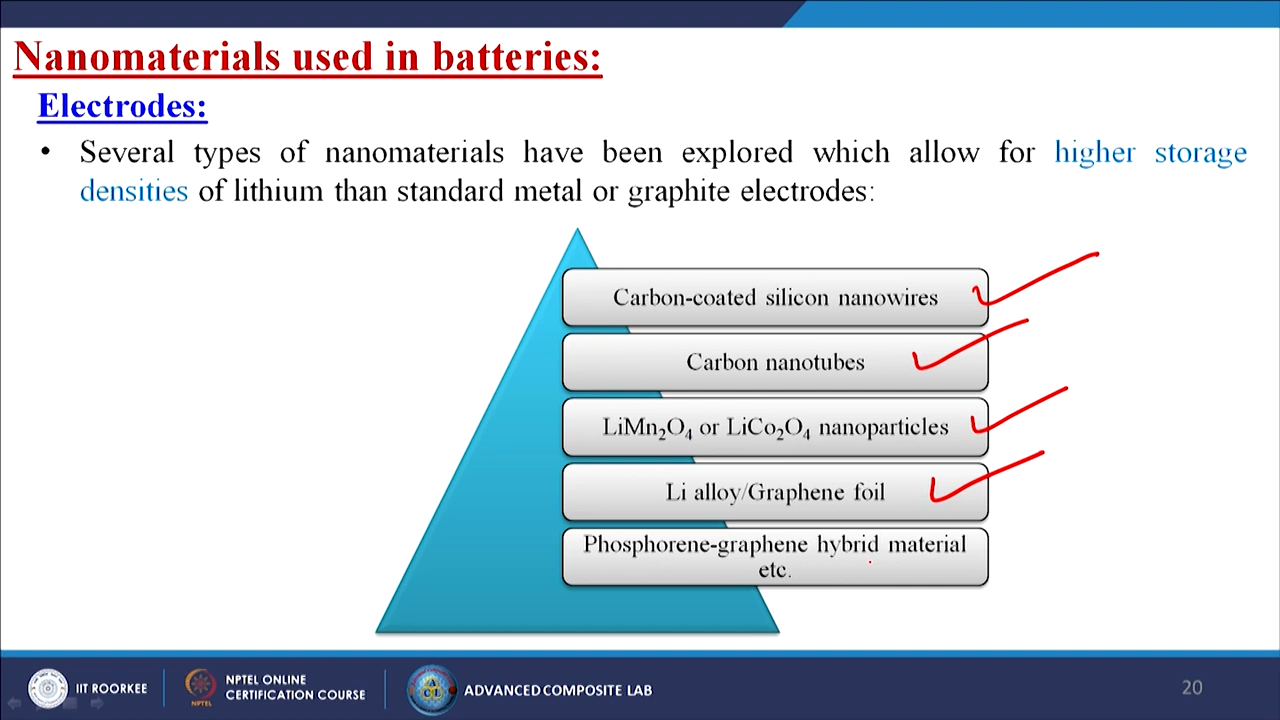 Nanomaterials used in batteries:
Electrodes:
• Several types of nanomaterials have been explored which allow for higher storage
densities of lithium than standard metal or graphite electrodes:
Carbon-coated silicon nanowires
Carbon nanotubes
LiMn₂O₄ or LiCo₂O₄ nanoparticles
Li alloy/Graphene foil
Phosphorene-graphene hybrid material
etc.
IIT ROORKEE
NPTEL ONLINE
CERTIFICATION COURSE
NPTEL
ACL
ADVANCED COMPOSITE LAB
20